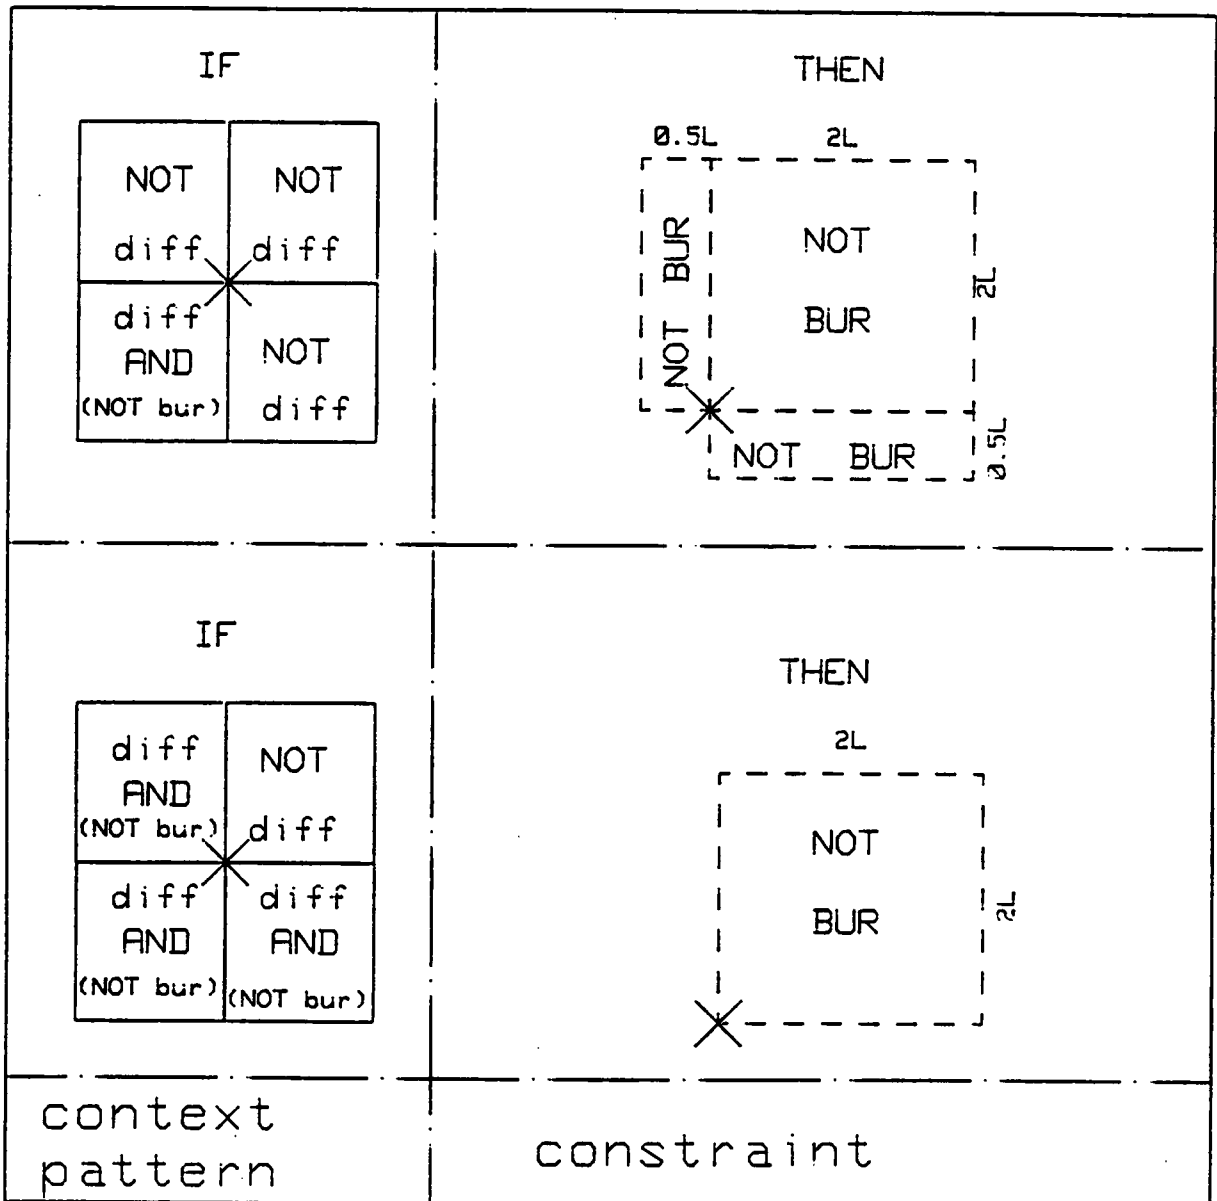 IF
THEN
NOT
diff
NOT
diff
diff
AND
(NOT bur)
NOT
diff
0.5L
2L
NOT BUR
NOT
BUR
2L
NOT BUR
0.5L
IF
THEN
diff
AND
(NOT bur)
NOT
diff
diff
AND
(NOT bur)
diff
AND
(NOT bur)
2L
NOT
BUR
2L
context
pattern
constraint